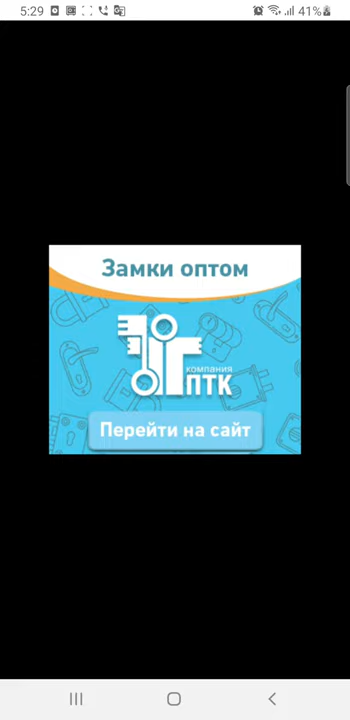 5:29
41%
Замки оптом
компания
ПТК
Перейти на сайт